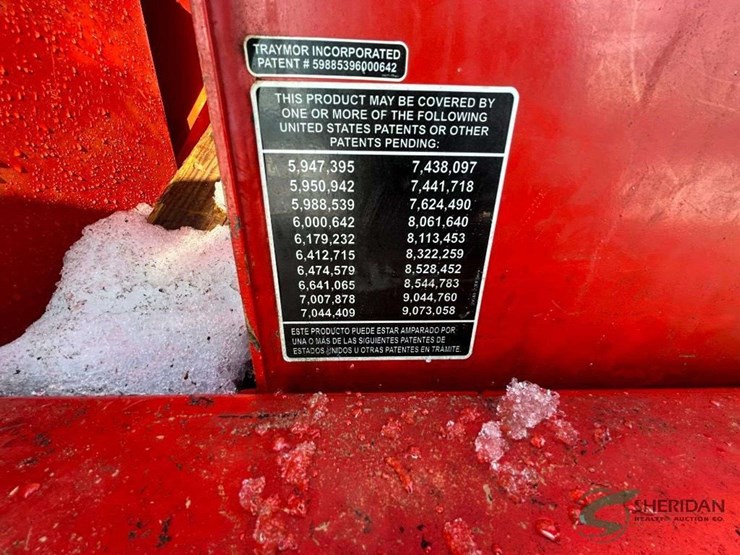 TRAYMOR INCORPORATED
PATENT # 59885396000642
THIS PRODUCT MAY BE COVERED BY
ONE OR MORE OF THE FOLLOWING
UNITED STATES PATENTS OR OTHER
PATENTS PENDING:
5,947,395 7,438,097
5,950,942 7,441,718
5,988,539 7,624,490
6,000,642 8,061,640
6,179,232 8,113,453
6,412,715 8,322,259
6,474,579 8,528,452
6,641,065 8,544,783
7,007,878 9,044,760
7,044,409 9,073,058
ESTE PRODUCTO PUEDE ESTAR AMPARADO POR
UNA O MÁS DE LAS SIGUIENTES PATENTES DE
ESTADOS UNIDOS U OTRAS PATENTES EN TRÁMITE.
SHERIDAN
REALTY & AUCTION CO.